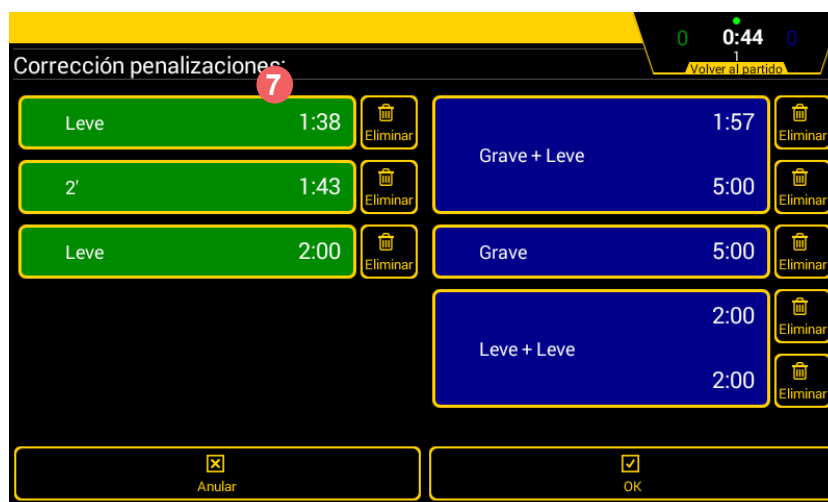 0 0:44 0
1
Volver al partido
Corrección penalizaciones:
7
Leve 1:38 Eliminar
2' 1:43 Eliminar
Leve 2:00 Eliminar
Grave + Leve
1:57 Eliminar
5:00 Eliminar
Grave 5:00 Eliminar
Leve + Leve
2:00 Eliminar
2:00 Eliminar
Anular
OK